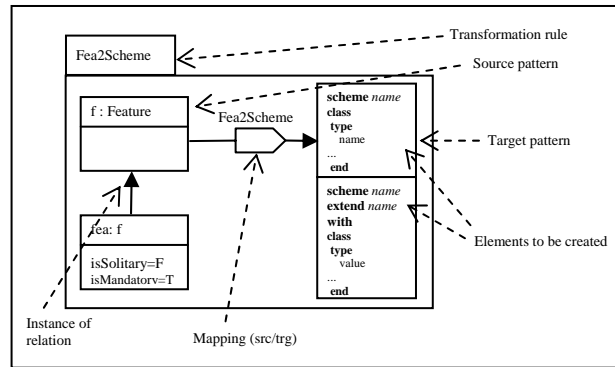 Transformation rule
Fea2Scheme
Source pattern
f : Feature
Fea2Scheme
scheme name
class
type
name
...
end
Target pattern
scheme name
extend name
with
class
type
value
...
end
Elements to be created
fea: f
isSolitary=F
isMandatory=T
Instance of
relation
Mapping (src/trg)